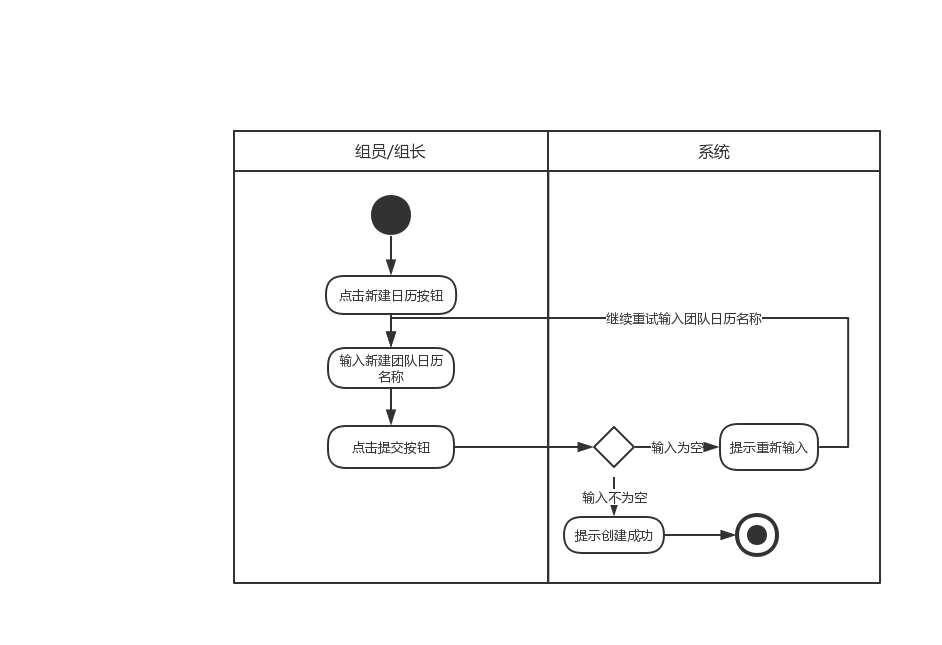 组员/组长
系统
点击新建日历按钮
继续重试输入团队日历名称
输入新建团队日历
名称
点击提交按钮
输入为空
提示重新输入
输入不为空
提示创建成功